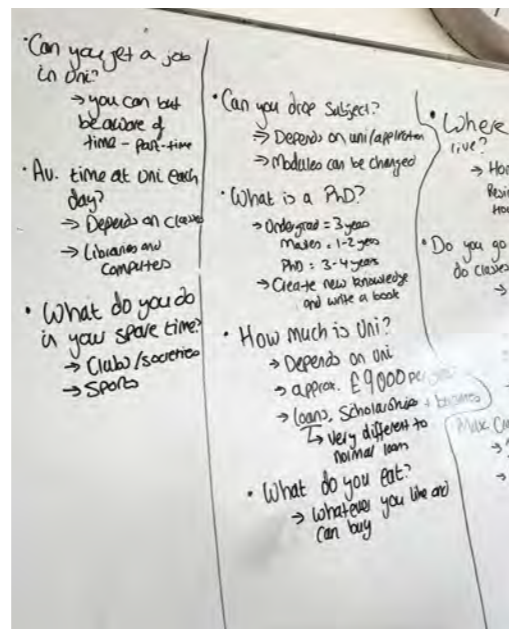 • Can you get a job
in Uni?
→ you can but
be aware of
time - part-time
• Av. time at Uni each
day?
→ Depends on classes
→ Libraries and
Computers
• What do you do
in your spare time?
→ Clubs/societies
→ Sports
• Can you drop subject?
→ Depends on uni/application
→ Modules can be changed
• What is a PhD?
→ Undergrad = 3 years
Masters = 1-2 years
PhD = 3-4 years
→ Create new knowledge
and write a book
• How much is Uni?
→ Depends on Uni
→ approx. £9000 per
→ loans, Scholarships + bursaries
↳ very different to
normal loan
• What do you eat?
→ whatever you like and
can buy
• Where
live?
→
• Do you go
do classes
→
Max